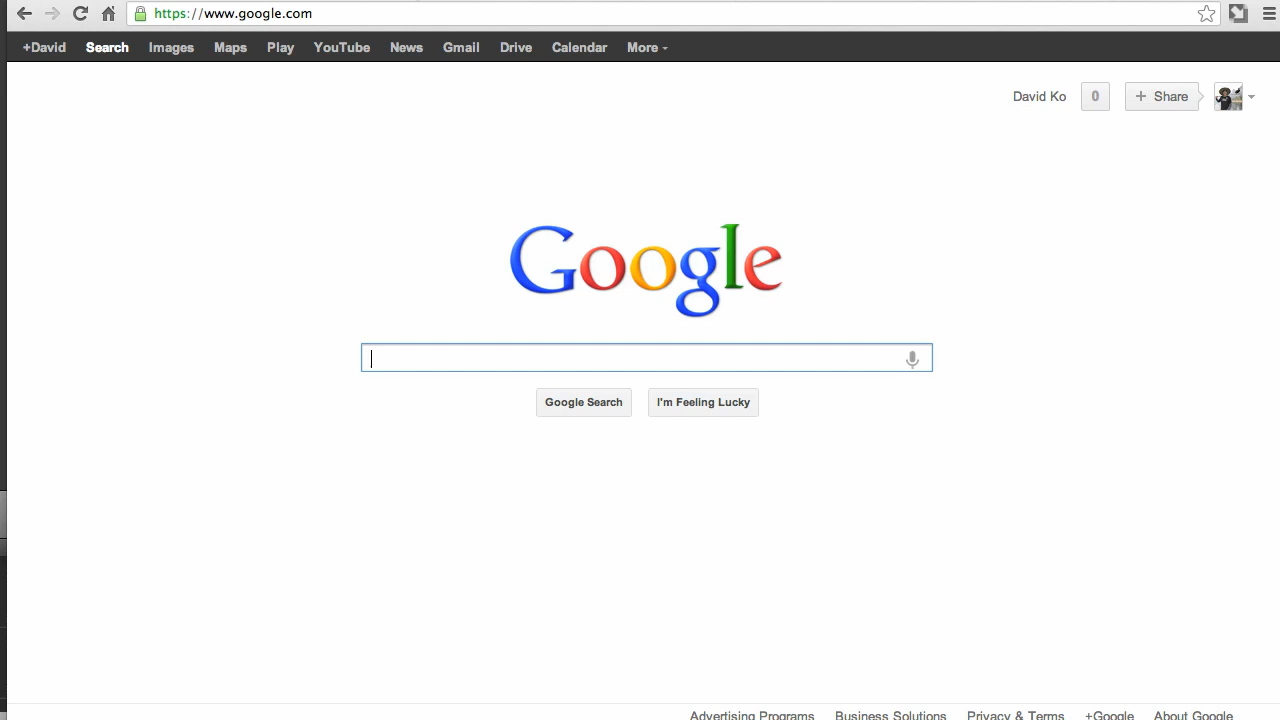 https://www.google.com
+David Search Images Maps Play YouTube News Gmail Drive Calendar More
David Ko 0 + Share
Google
Google Search I'm Feeling Lucky
Advertising Programs Business Solutions Privacy & Terms +Google About Google